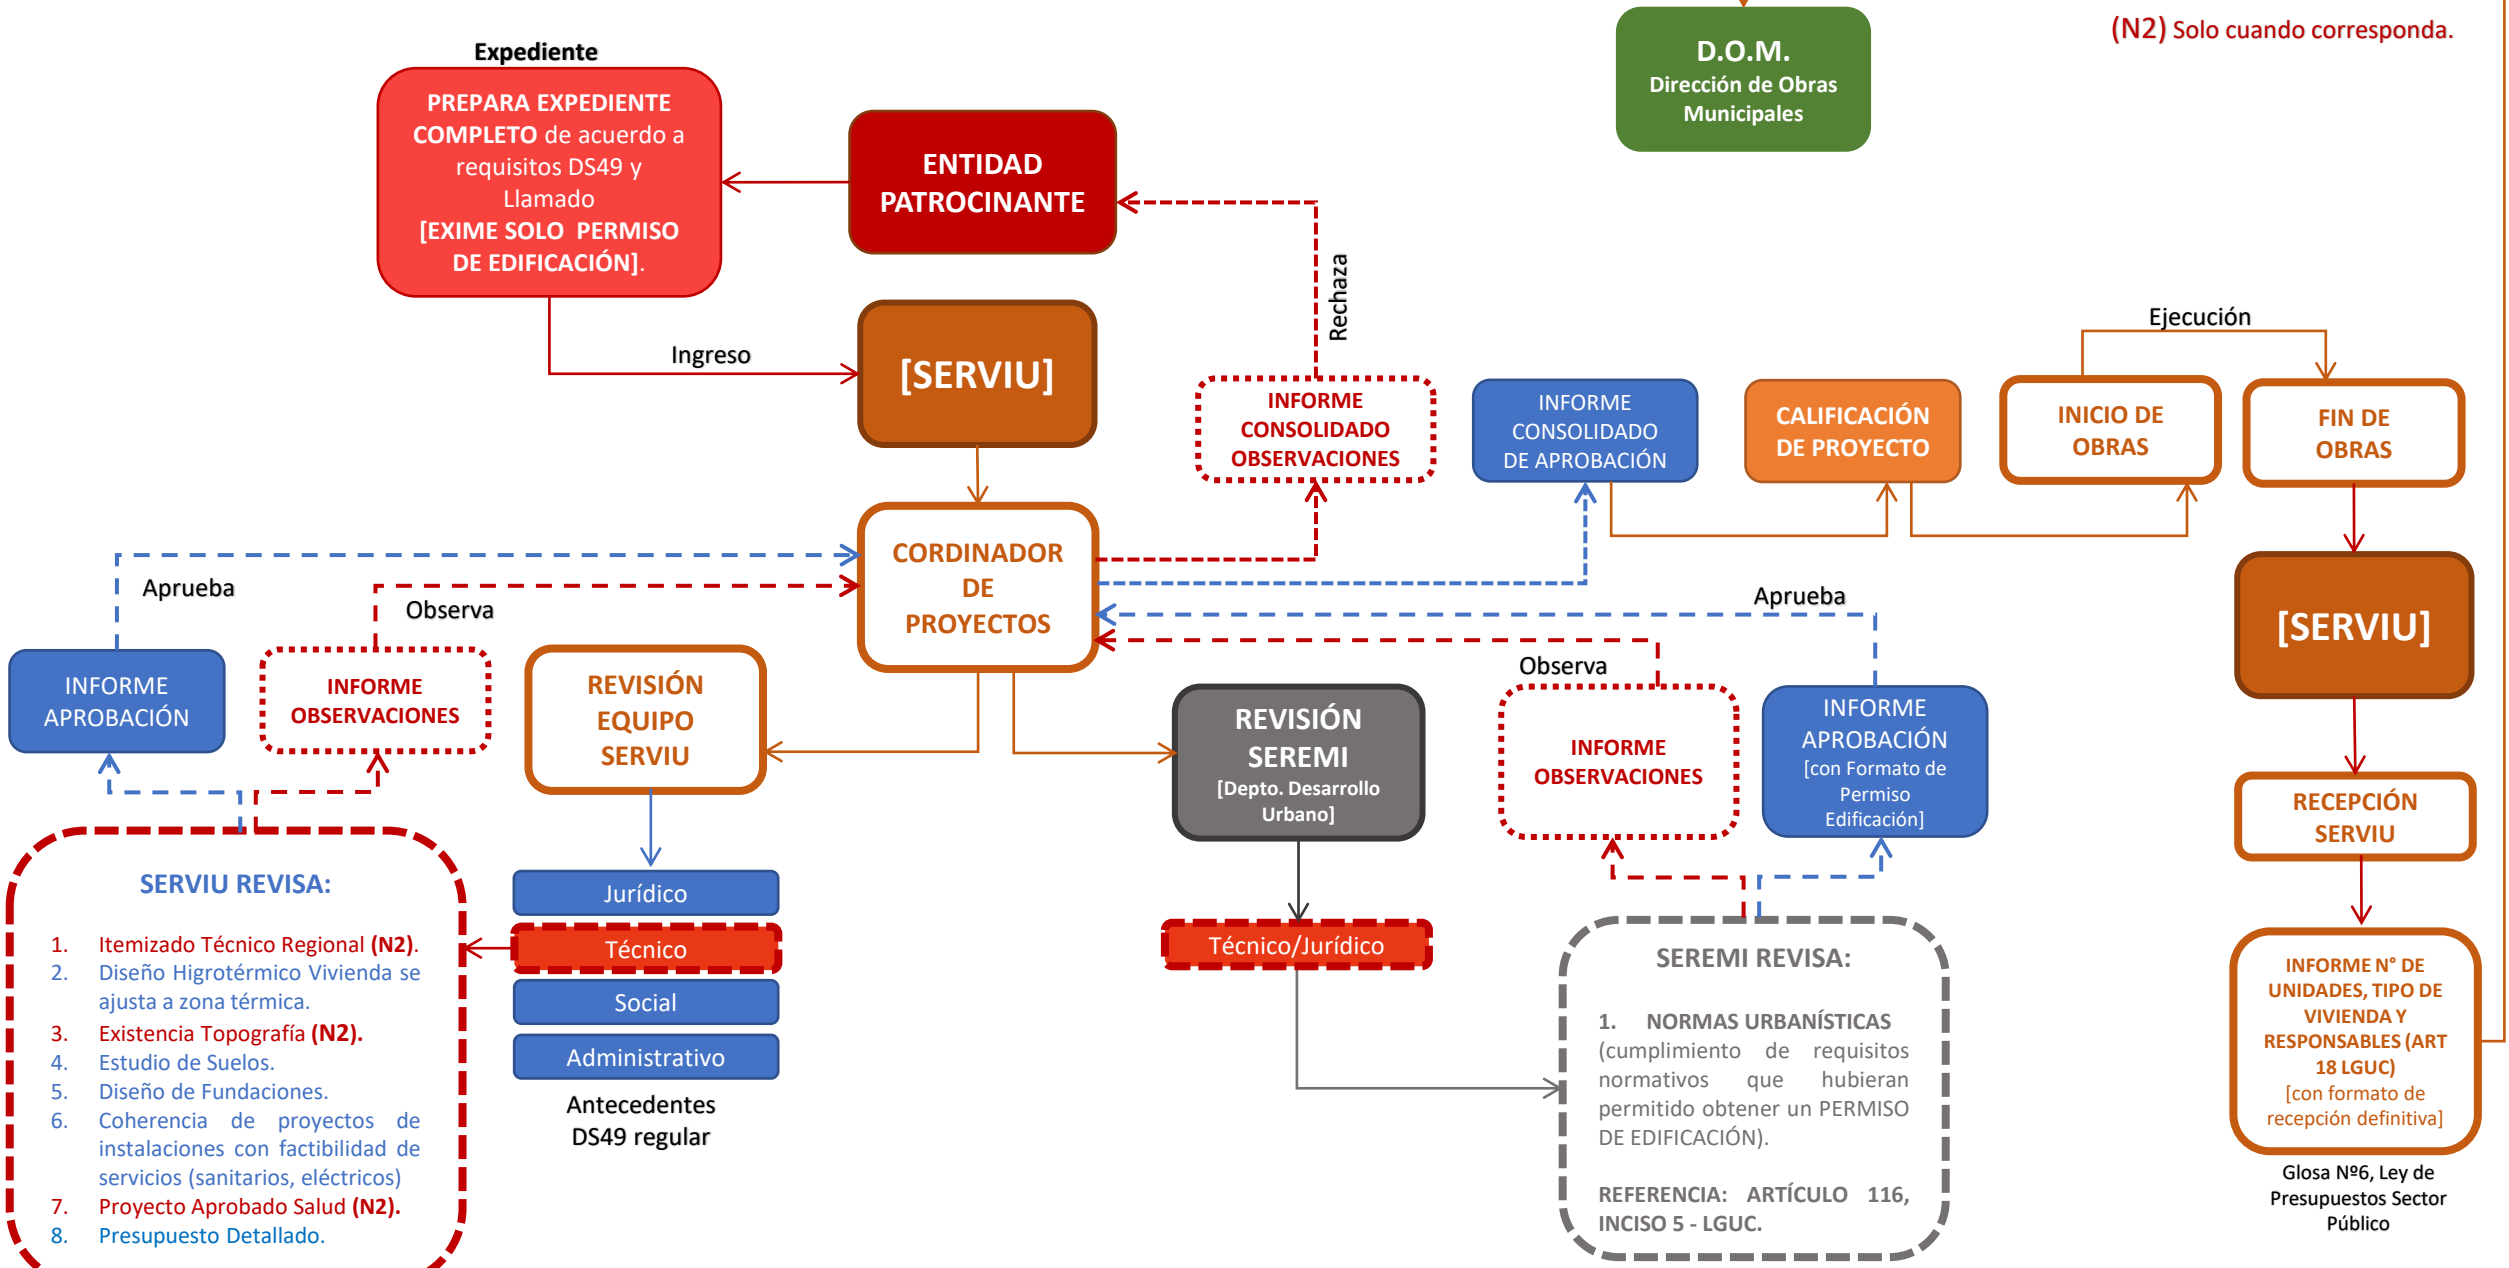 (N2) Solo cuando corresponda.
D.O.M.
Dirección de Obras
Municipales
Expediente
PREPARA EXPEDIENTE
COMPLETO de acuerdo a
requisitos DS49 y
Llamado
[EXIME SOLO PERMISO
DE EDIFICACIÓN].
ENTIDAD
PATROCINANTE
Rechaza
Ingreso
[SERVIU]
INFORME
CONSOLIDADO
OBSERVACIONES
INFORME
CONSOLIDADO
DE APROBACIÓN
CALIFICACIÓN
DE PROYECTO
Ejecución
INICIO DE
OBRAS
FIN DE
OBRAS
CORDINADOR
DE
PROYECTOS
Aprueba
Observa
Aprueba
Observa
[SERVIU]
INFORME
APROBACIÓN
INFORME
OBSERVACIONES
REVISIÓN
EQUIPO
SERVIU
REVISIÓN
SEREMI
[Depto. Desarrollo
Urbano]
INFORME
OBSERVACIONES
INFORME
APROBACIÓN
[con Formato de
Permiso
Edificación]
RECEPCIÓN
SERVIU
SERVIU REVISA:
1. Itemizado Técnico Regional (N2).
2. Diseño Higrotérmico Vivienda se
ajusta a zona térmica.
3. Existencia Topografía (N2).
4. Estudio de Suelos.
5. Diseño de Fundaciones.
6. Coherencia de proyectos de
instalaciones con factibilidad de
servicios (sanitarios, eléctricos)
7. Proyecto Aprobado Salud (N2).
8. Presupuesto Detallado.
Jurídico
Técnico
Social
Administrativo
Antecedentes
DS49 regular
Técnico/Jurídico
SEREMI REVISA:
1. NORMAS URBANÍSTICAS
(cumplimiento de requisitos
normativos que hubieran
permitido obtener un PERMISO
DE EDIFICACIÓN).
REFERENCIA: ARTÍCULO 116,
INCISO 5 - LGUC.
INFORME N° DE
UNIDADES, TIPO DE
VIVIENDA Y
RESPONSABLES (ART
18 LGUC)
[con formato de
recepción definitiva]
Glosa Nº6, Ley de
Presupuestos Sector
Público